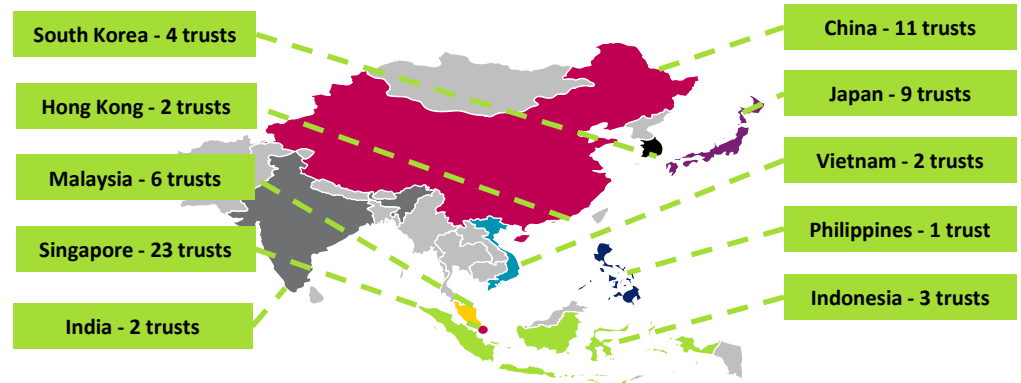 South Korea - 4 trusts
Hong Kong - 2 trusts
Malaysia - 6 trusts
Singapore - 23 trusts
India - 2 trusts
China - 11 trusts
Japan - 9 trusts
Vietnam - 2 trusts
Philippines - 1 trust
Indonesia - 3 trusts